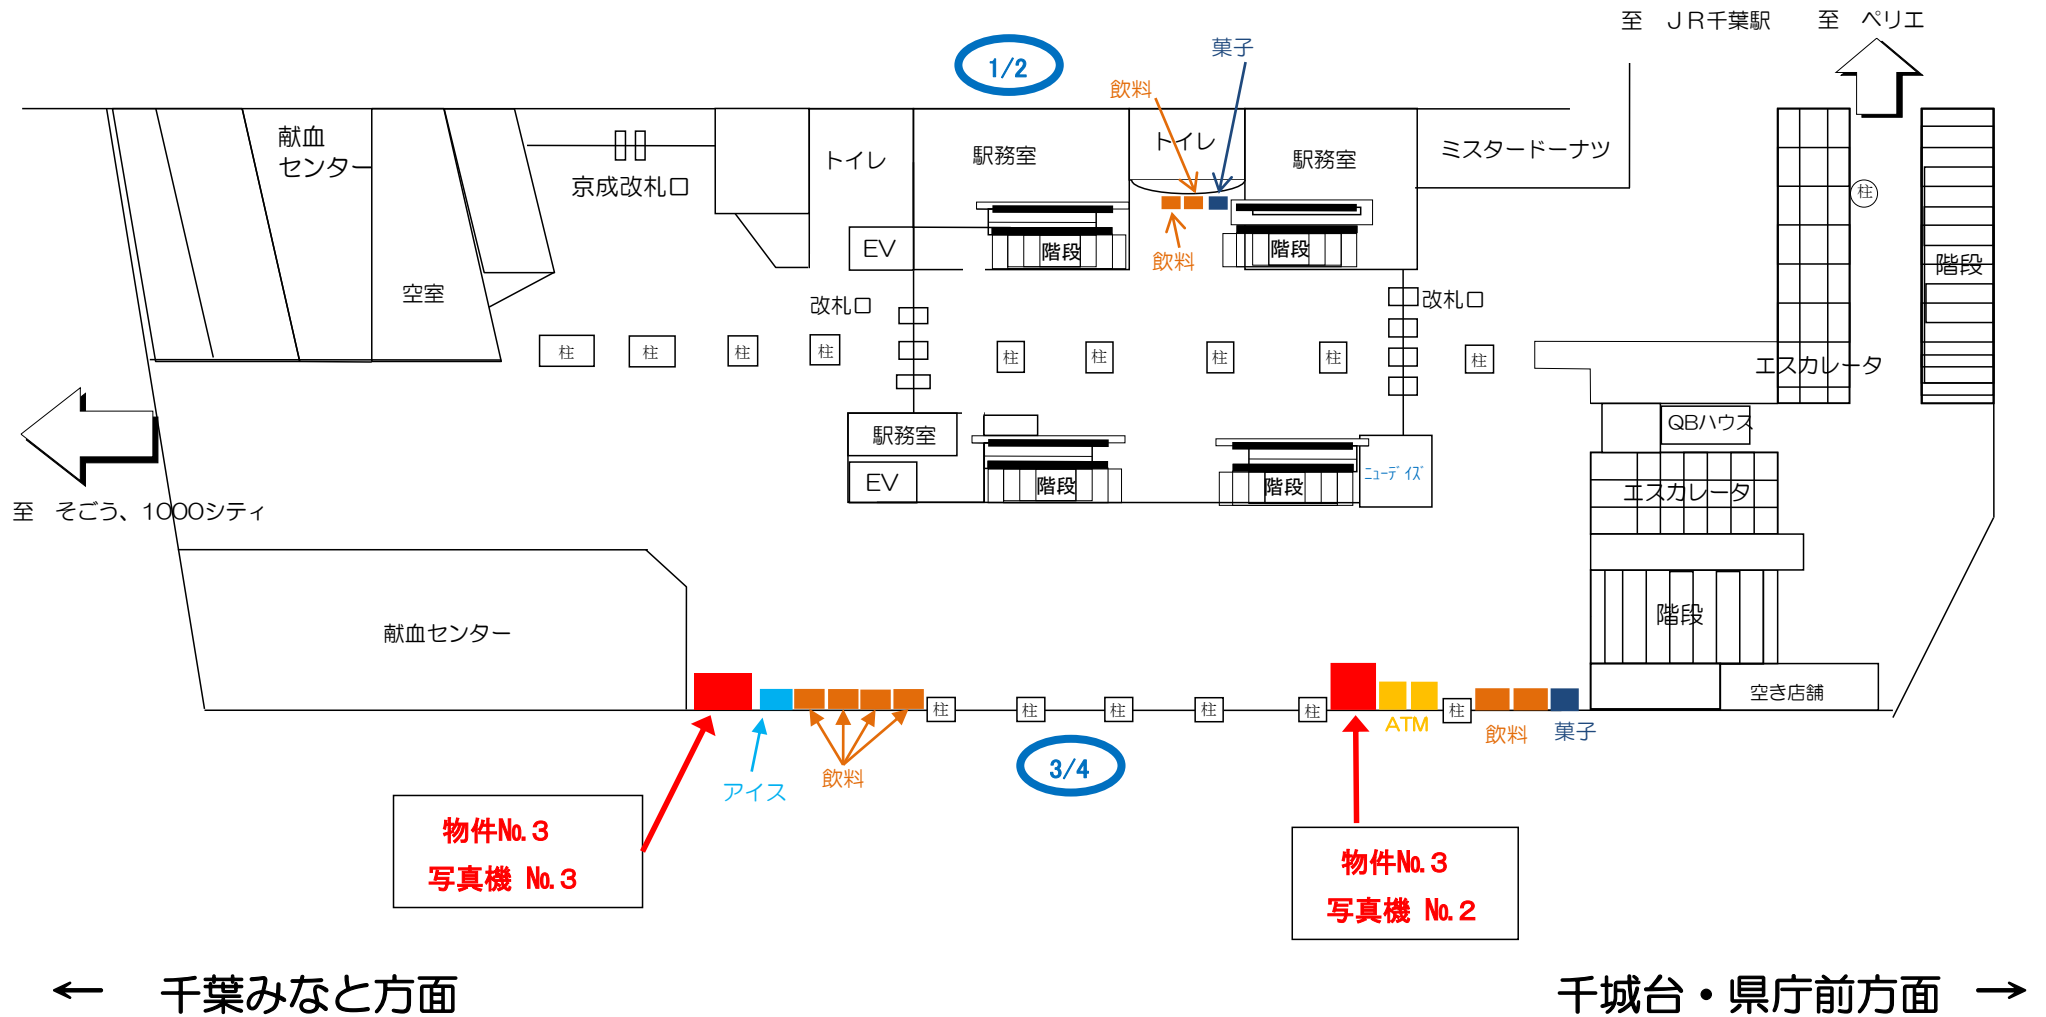 至　ＪＲ千葉駅
至　ペリエ
1/2
菓子
飲料
献血
センター
京成改札口
トイレ
駅務室
トイレ
駅務室
ミスタードーナツ
柱
EV
階段
飲料
階段
階段
空室
改札口
改札口
柱
柱
柱
柱
柱
柱
柱
柱
柱
エスカレータ
QBハウス
駅務室
EV
階段
階段
ニューデイズ
エスカレータ
至　そごう、1000シティ
献血センター
階段
空き店舗
柱
柱
柱
柱
柱
柱
ATM
飲料
菓子
アイス
飲料
3/4
物件№３
写真機 №３
物件№３
写真機 №２
← 千葉みなと方面
千城台・県庁前方面 →